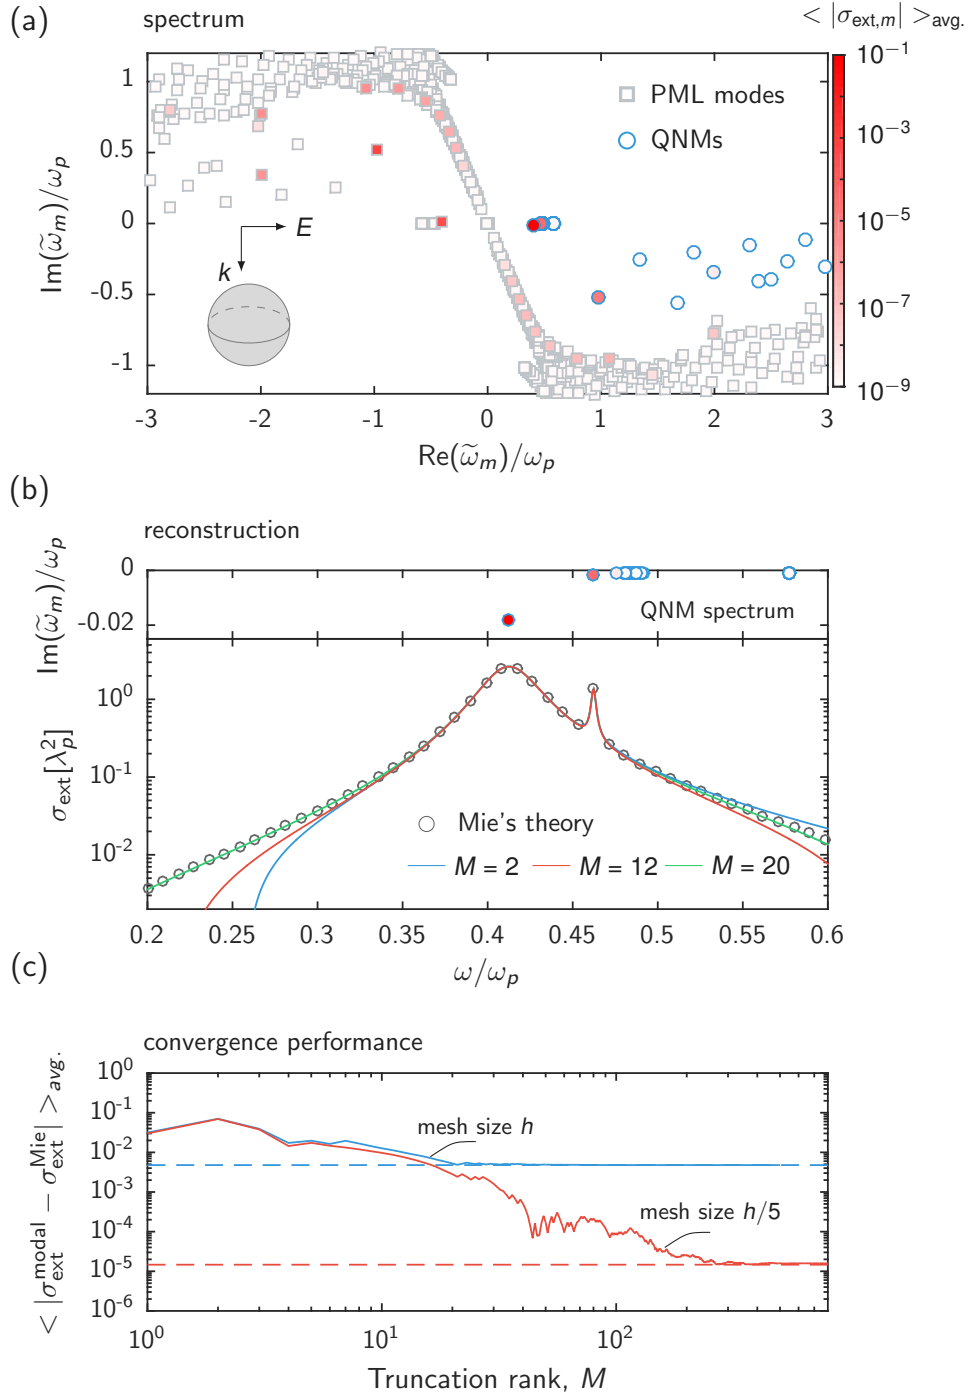 (a)
spectrum
< |σext,m| >avg.
10⁻¹
10⁻³
10⁻⁵
10⁻⁷
10⁻⁹
PML modes
QNMs
E
k
1
0.5
0
-0.5
-1
Im(ω̃m)/ωp
-3 -2 -1 0 1 2 3
Re(ω̃m)/ωp
(b)
reconstruction
Im(ω̃m)/ωp
0
-0.02
QNM spectrum
σext[λp²]
10⁰
10⁻¹
10⁻²
Mie's theory
M = 2 M = 12 M = 20
0.2 0.25 0.3 0.35 0.4 0.45 0.5 0.55 0.6
ω/ωp
(c)
convergence performance
< |σext^modal − σext^Mie| >avg.
10⁰
10⁻¹
10⁻²
10⁻³
10⁻⁴
10⁻⁵
10⁻⁶
mesh size h
mesh size h/5
10⁰ 10¹ 10²
Truncation rank, M